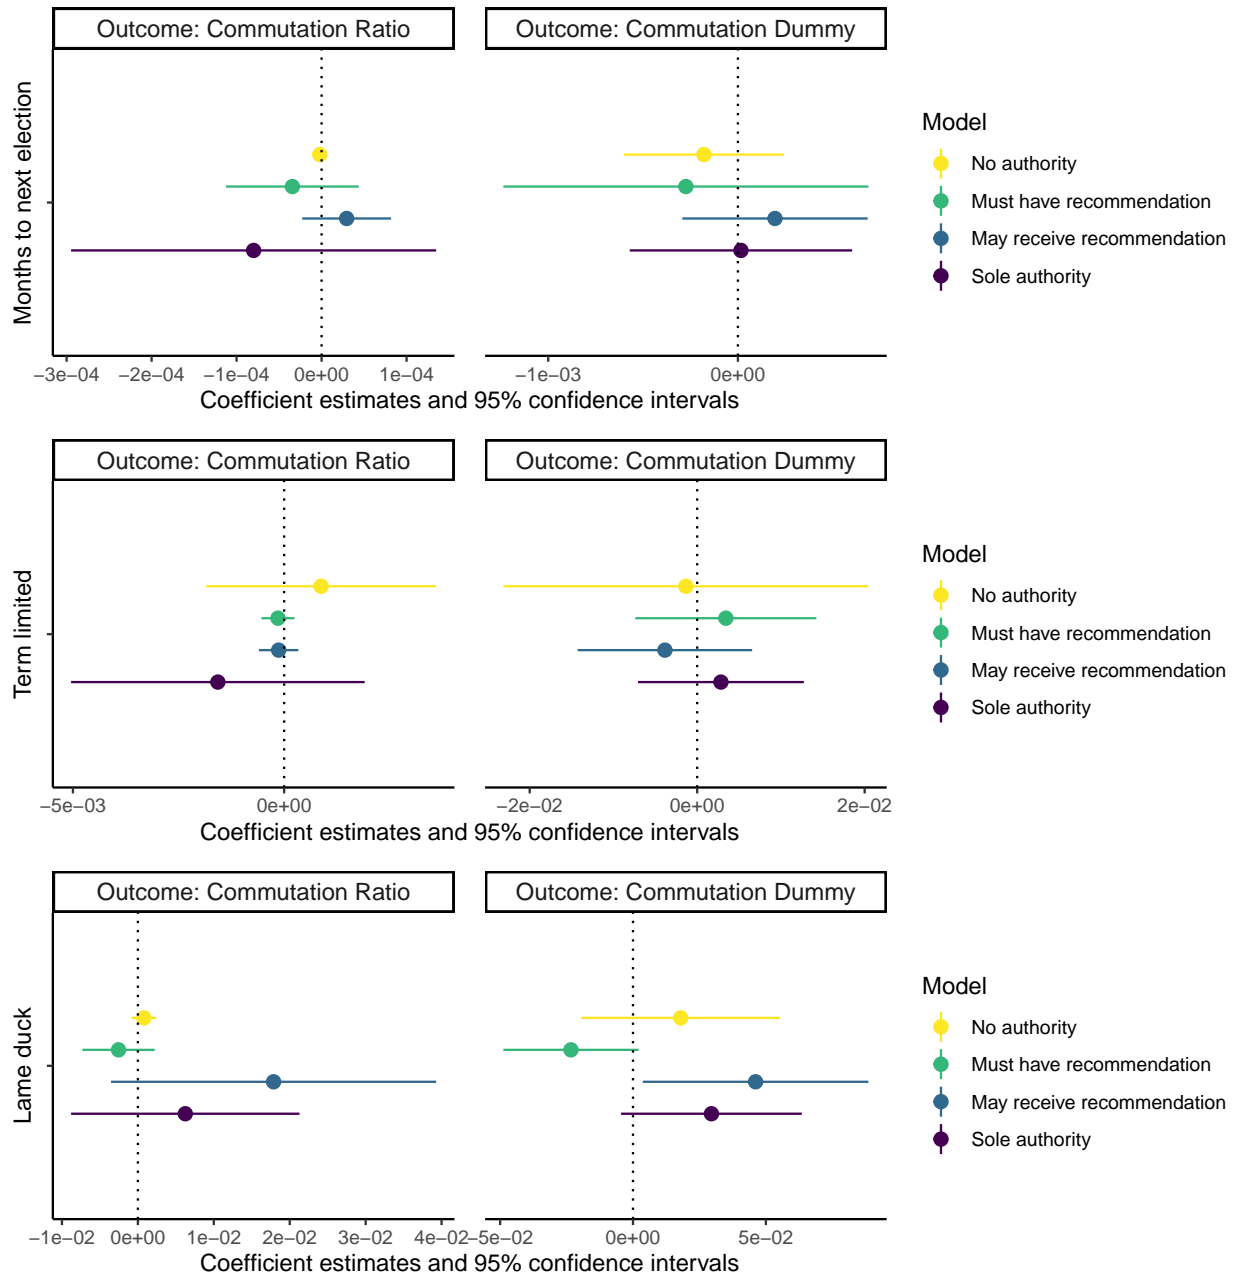 Outcome: Commutation Ratio
Outcome: Commutation Dummy
Months to next election
−3e−04 −2e−04 −1e−04 0e+00 1e−04
−1e−03 0e+00
Coefficient estimates and 95% confidence intervals
Model
No authority
Must have recommendation
May receive recommendation
Sole authority
Outcome: Commutation Ratio
Outcome: Commutation Dummy
Term limited
−5e−03 0e+00
−2e−02 0e+00 2e−02
Coefficient estimates and 95% confidence intervals
Model
No authority
Must have recommendation
May receive recommendation
Sole authority
Outcome: Commutation Ratio
Outcome: Commutation Dummy
Lame duck
−1e−02 0e+00 1e−02 2e−02 3e−02 4e−02
−5e−02 0e+00 5e−02
Coefficient estimates and 95% confidence intervals
Model
No authority
Must have recommendation
May receive recommendation
Sole authority